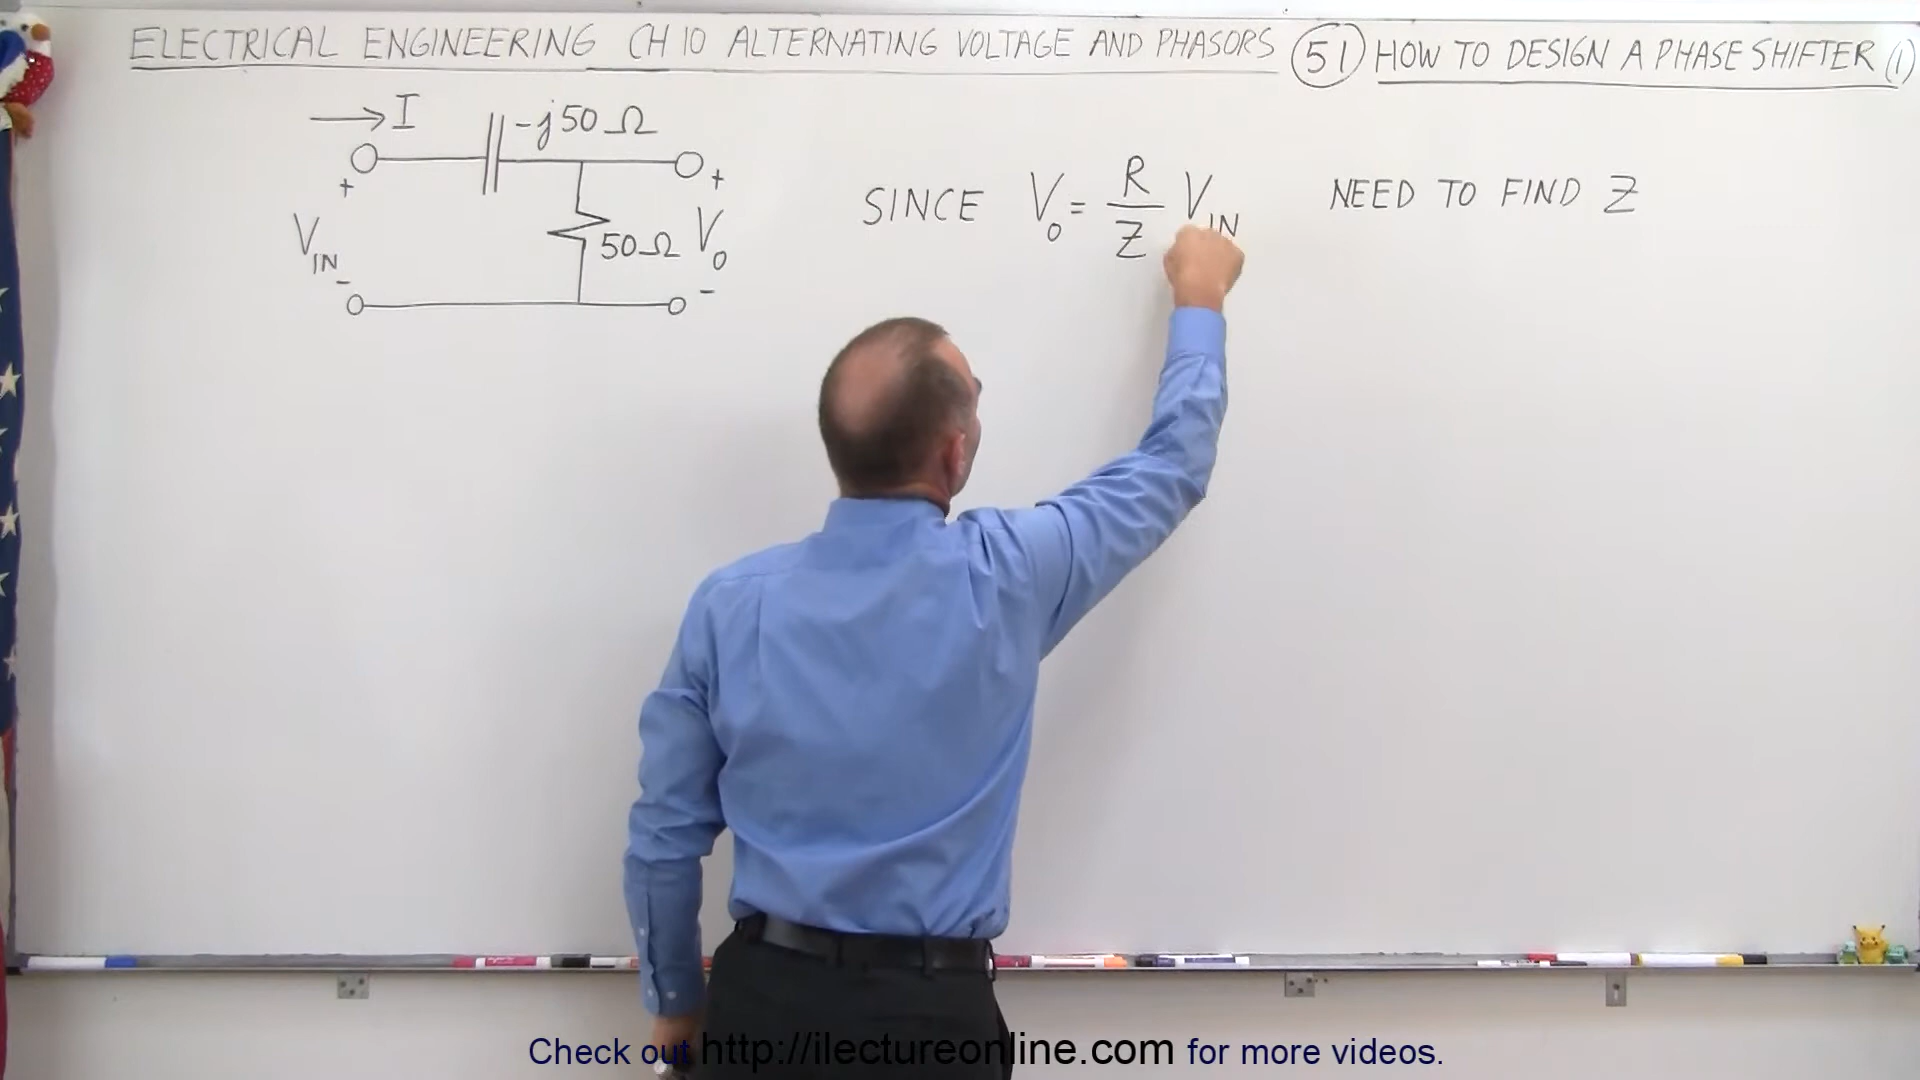 ELECTRICAL ENGINEERING CH 10 ALTERNATING VOLTAGE AND PHASORS 51 HOW TO DESIGN A PHASE SHIFTER (1)
I
-j50 Ω
+
+
V_IN
50Ω
V_0
-
-
SINCE V_0 = R/Z V_IN
NEED TO FIND Z
Check out http://ilectureonline.com for more videos.